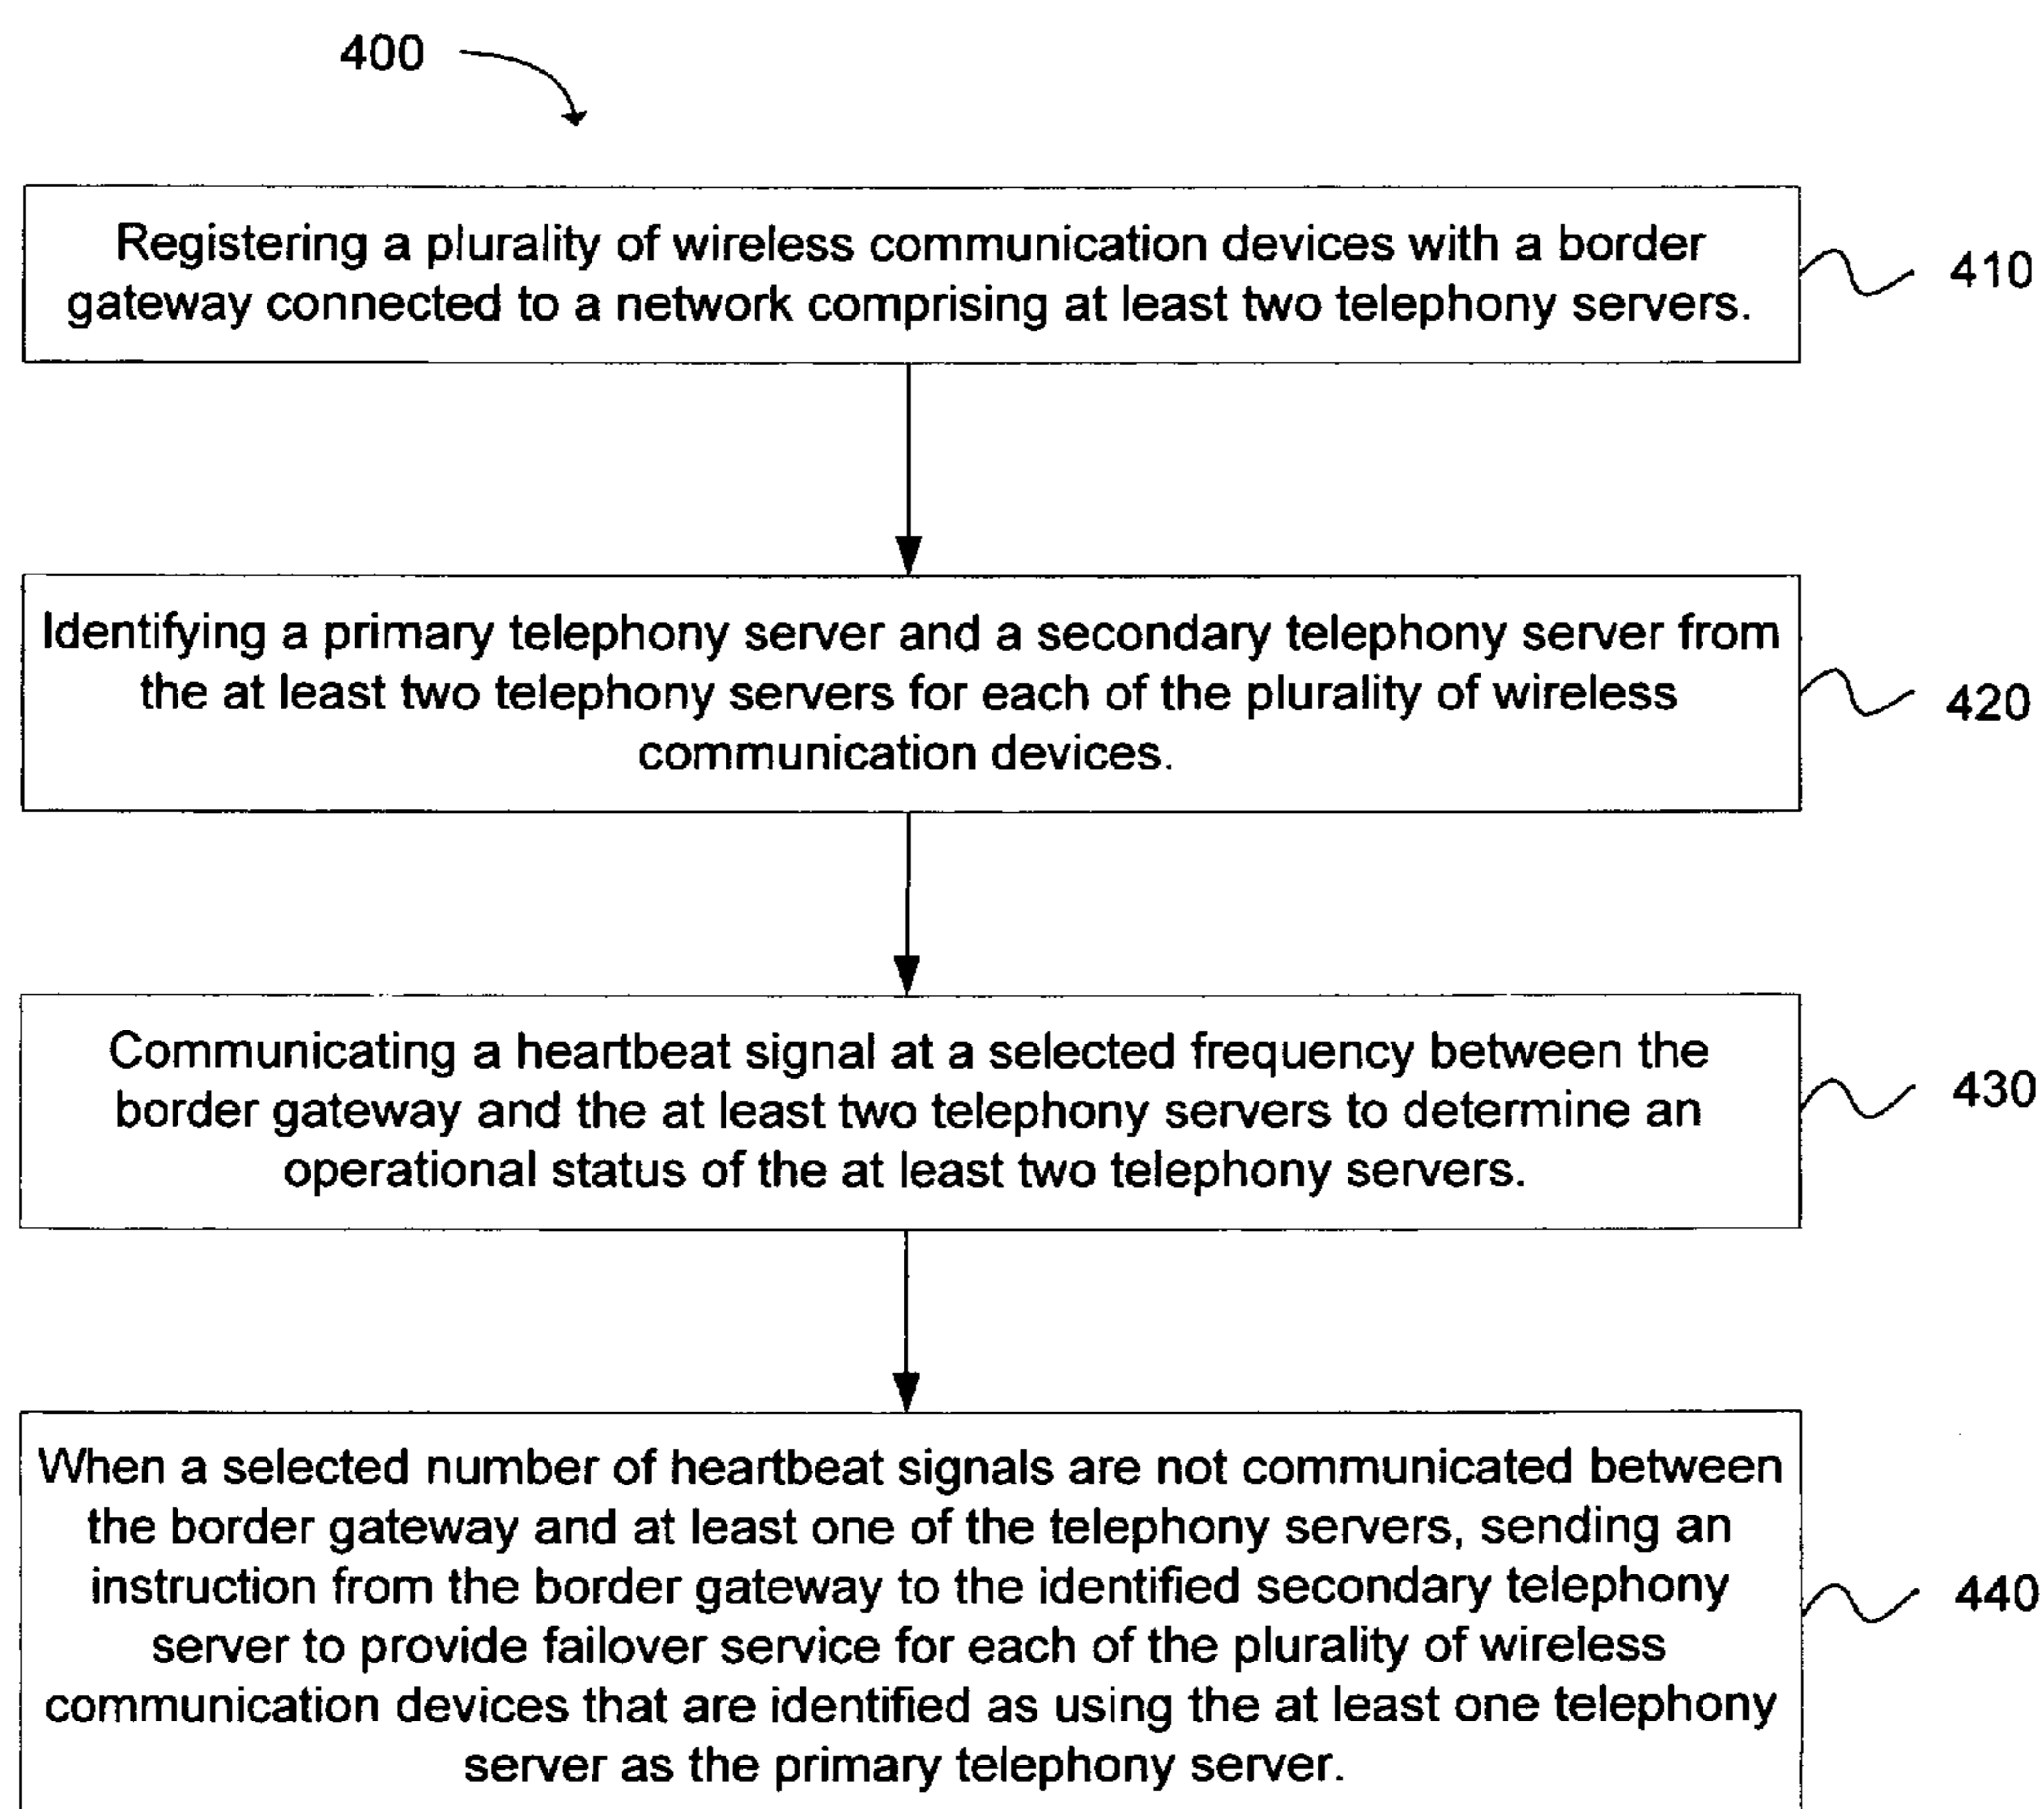 400
Registering a plurality of wireless communication devices with a border
gateway connected to a network comprising at least two telephony servers.
410
Identifying a primary telephony server and a secondary telephony server from
the at least two telephony servers for each of the plurality of wireless
communication devices.
420
Communicating a heartbeat signal at a selected frequency between the
border gateway and the at least two telephony servers to determine an
operational status of the at least two telephony servers.
430
When a selected number of heartbeat signals are not communicated between
the border gateway and at least one of the telephony servers, sending an
instruction from the border gateway to the identified secondary telephony
server to provide failover service for each of the plurality of wireless
communication devices that are identified as using the at least one telephony
server as the primary telephony server.
440